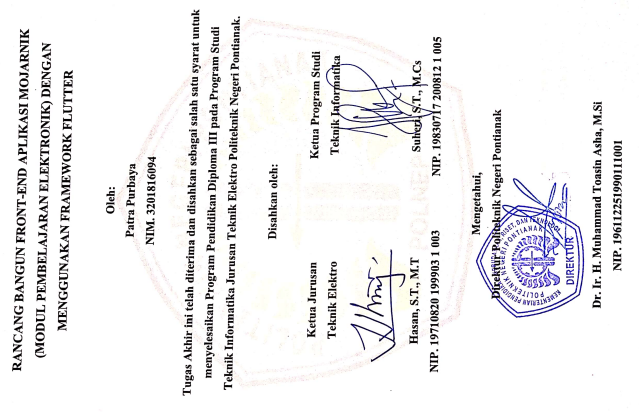 RANCANG BANGUN FRONT-END APLIKASI MOJARNIK
(MODUL PEMBELAJARAN ELEKTRONIK) DENGAN
MENGGUNAKAN FRAMEWORK FLUTTER
Oleh:
Patra Purbaya
NIM. 3201816094
Tugas Akhir ini telah diterima dan disahkan sebagai salah satu syarat untuk
menyelesaikan Program Pendidikan Diploma III pada Program Studi
Teknik Informatika Jurusan Teknik Elektro Politeknik Negeri Pontianak.
Disahkan oleh:
Ketua Jurusan
Teknik Elektro
Hasan, S.T., M.T
NIP. 19710820 199903 1 003
Ketua Program Studi
Teknik Informatika
Suheri, S.T., M.Cs
NIP. 19830717 200812 1 005
Mengetahui,
Direktur Politeknik Negeri Pontianak
POLITEKNIK NEGERI PONTIANAK
DIREKTUR
Dr. Ir. H. Muhammad Toasin Asha, M.Si
NIP. 196112251990111001